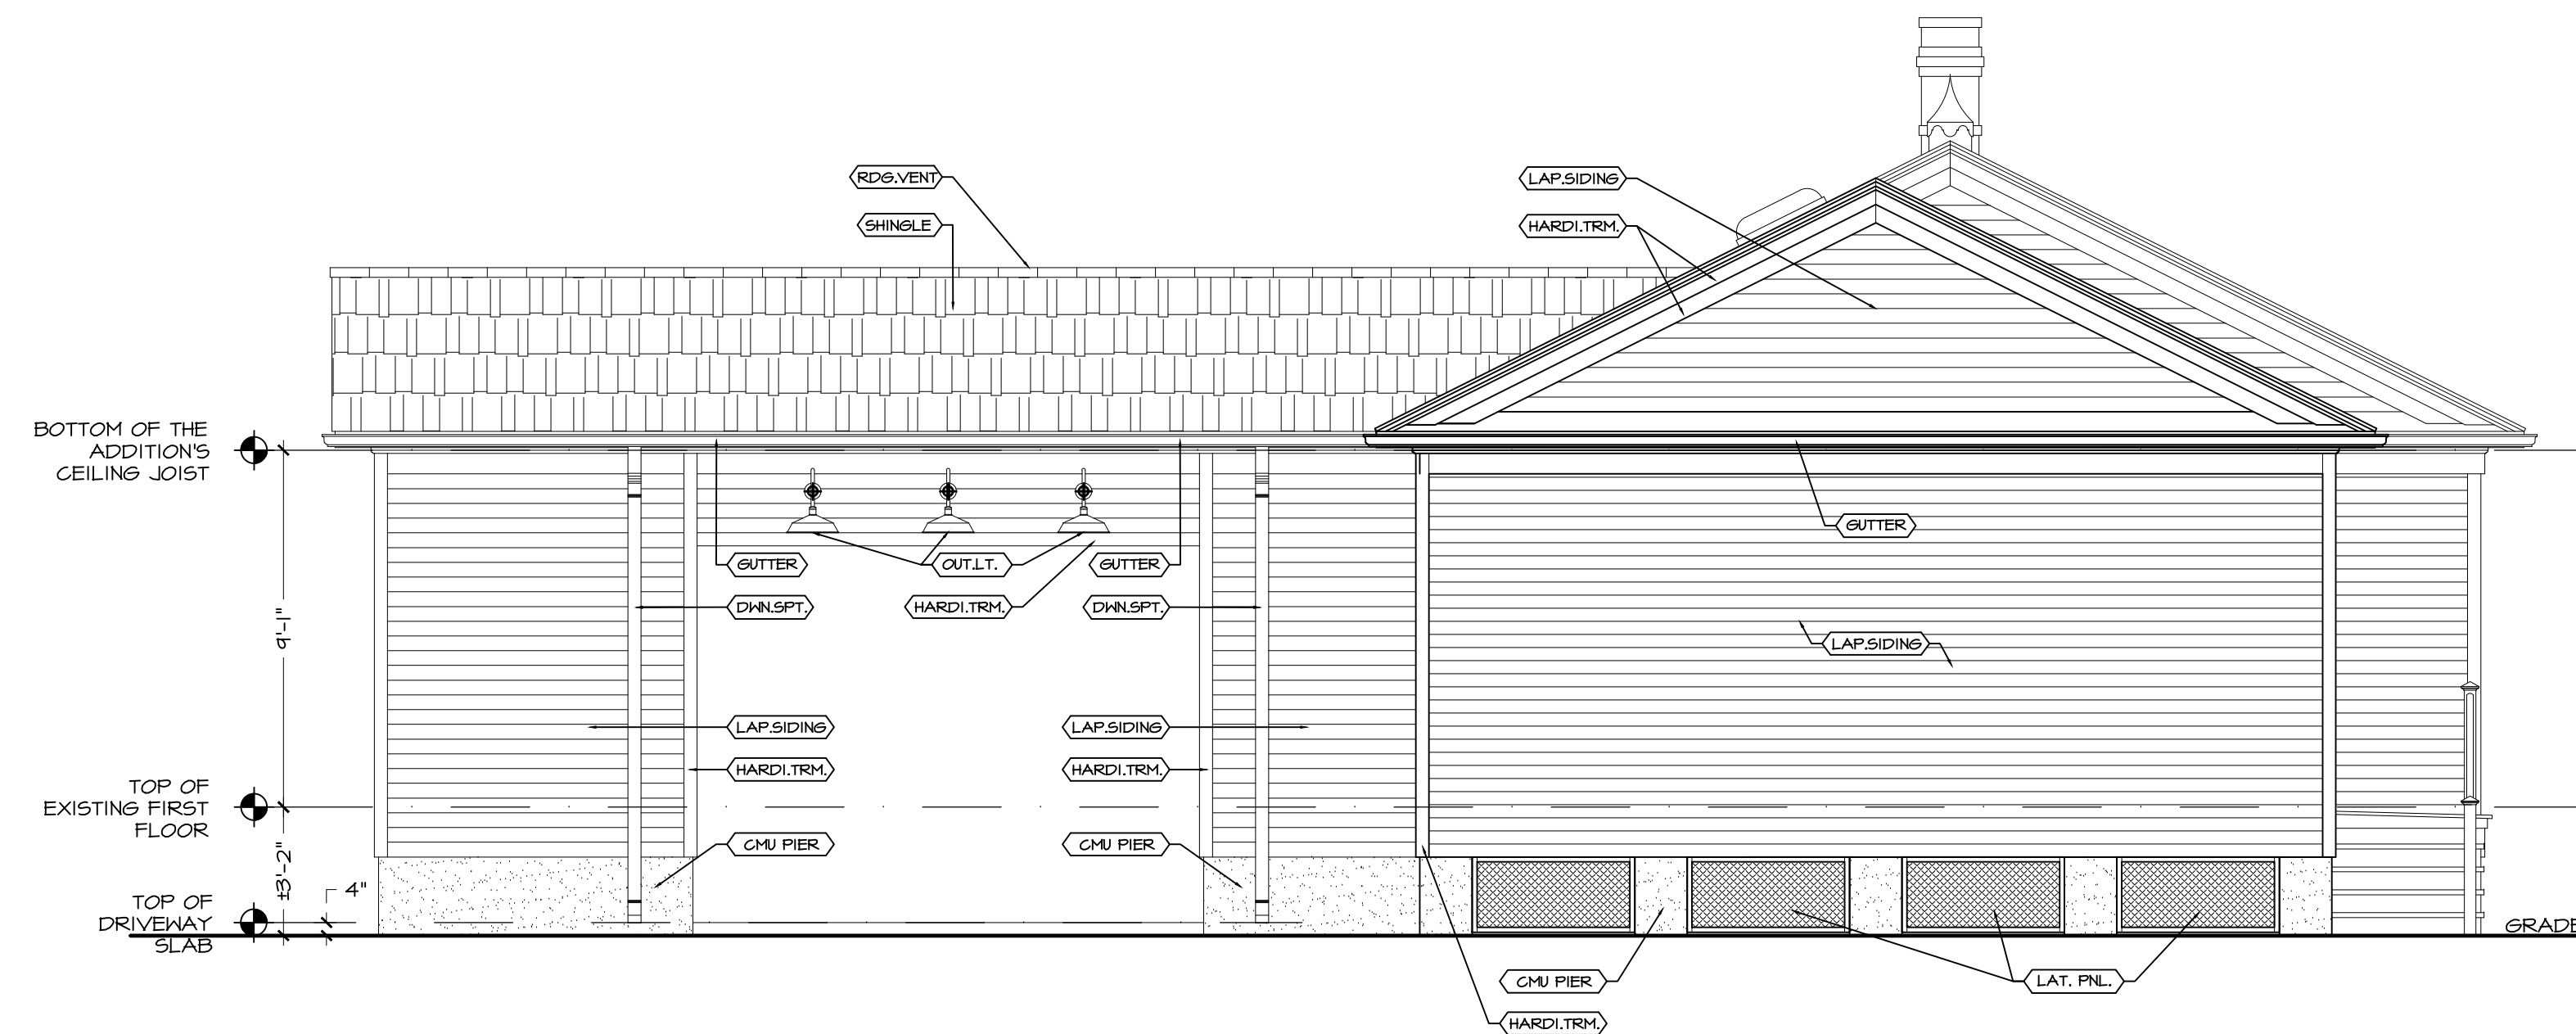 RDG.VENT
LAP.SIDING
SHINGLE
HARDI.TRM.
BOTTOM OF THE
ADDITION'S
CEILING JOIST
GUTTER
GUTTER
OUT.LT.
GUTTER
DWN.SPT.
HARDI.TRM.
DWN.SPT.
9'-1"
LAP.SIDING
LAP.SIDING
LAP.SIDING
HARDI.TRM.
HARDI.TRM.
TOP OF
EXISTING FIRST
FLOOR
CMU PIER
CMU PIER
±3'-2"
4"
TOP OF
DRIVEWAY
SLAB
GRADE
CMU PIER
LAT. PNL.
HARDI.TRM.